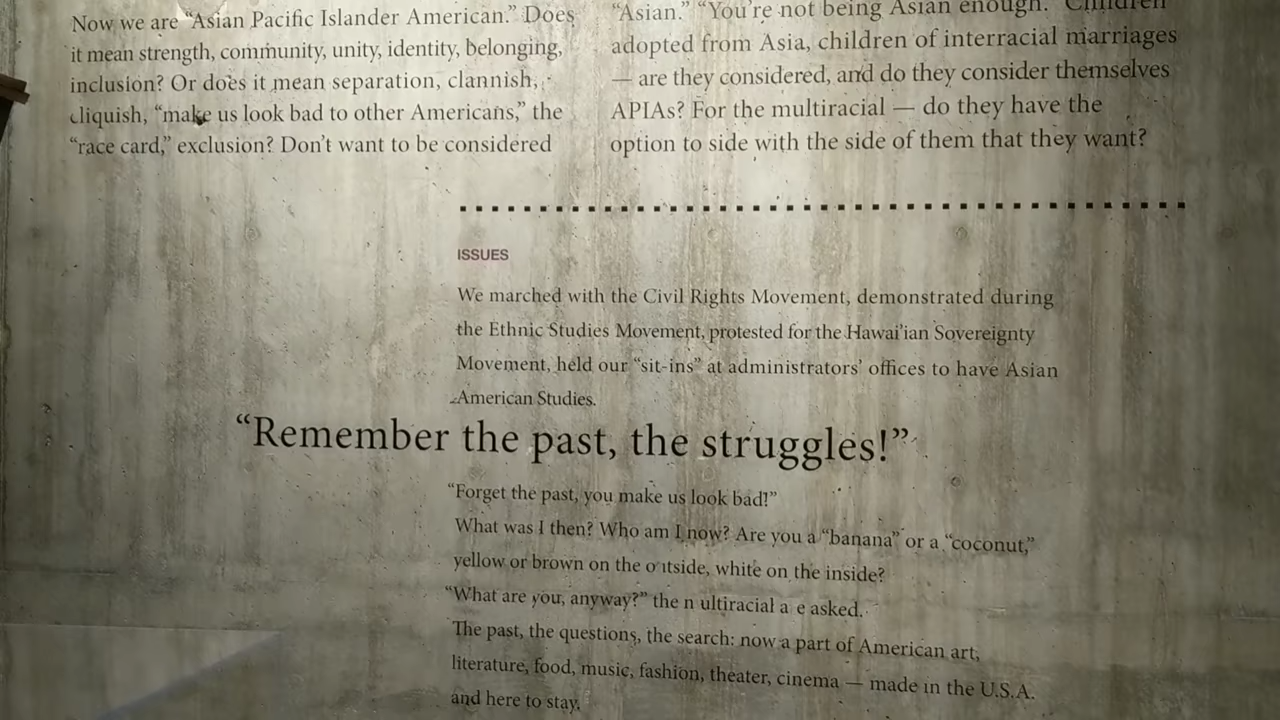 Now we are “Asian Pacific Islander American.” Does
it mean strength, community, unity, identity, belonging,
inclusion? Or does it mean separation, clannish,
cliquish, “make us look bad to other Americans,” the
“race card,” exclusion? Don’t want to be considered
“Asian.” “You’re not being Asian enough.” Children
adopted from Asia, children of interracial marriages
— are they considered, and do they consider themselves
APIAs? For the multiracial — do they have the
option to side with the side of them that they want?
ISSUES
We marched with the Civil Rights Movement, demonstrated during
the Ethnic Studies Movement, protested for the Hawai’ian Sovereignty
Movement, held our “sit-ins” at administrators’ offices to have Asian
American Studies.
“Remember the past, the struggles!”
“Forget the past, you make us look bad!”
What was I then? Who am I now? Are you a “banana” or a “coconut,”
yellow or brown on the o tside, white on the inside?
“What are you, anyway?” the n ultiracial a e asked.
The past, the questions, the search: now a part of American art,
literature, food, music, fashion, theater, cinema — made in the U.S.A.
and here to stay.